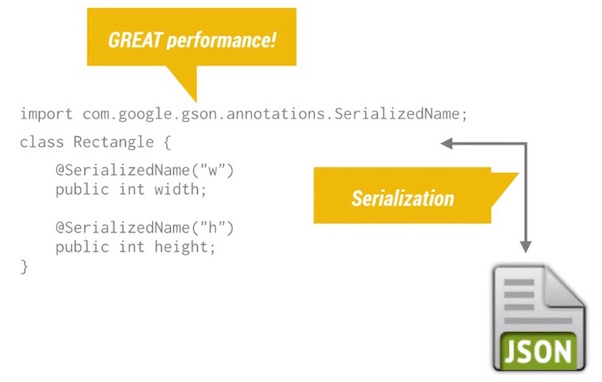 GREAT performance!
import com.google.gson.annotations.SerializedName;
class Rectangle {
@SerializedName("w")
public int width;
Serialization
@SerializedName("h")
public int height;
}
JSON